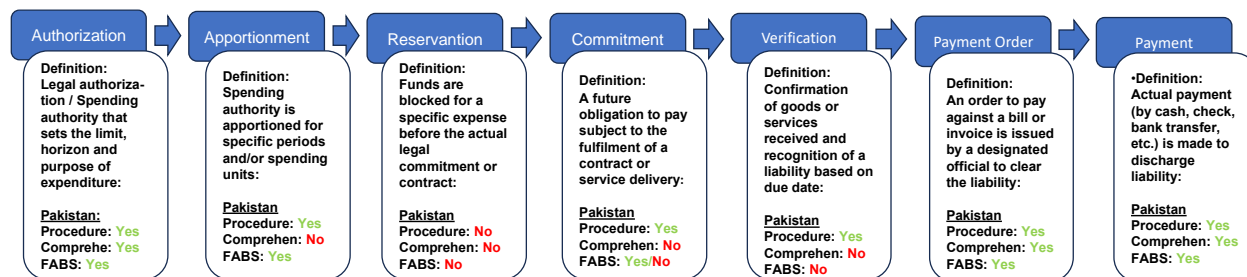 Authorization
Definition:
Legal authoriza-
tion / Spending
authority that
sets the limit,
horizon and
purpose of
expenditure:
Pakistan:
Procedure: Yes
Comprehe: Yes
FABS: Yes
Apportionment
Definition:
Spending
authority is
apportioned for
specific periods
and/or spending
units:
Pakistan
Procedure: Yes
Comprehen: No
FABS: Yes
Reservantion
Definition:
Funds are
blocked for a
specific expense
before the actual
legal
commitment or
contract:
Pakistan
Procedure: No
Comprehen: No
FABS: No
Commitment
Definition:
A future
obligation to pay
subject to the
fulfilment of a
contract or
service delivery:
Pakistan
Procedure: Yes
Comprehen: No
FABS: Yes/No
Verification
Definition:
Confirmation
of goods or
services
received and
recognition of a
liability based on
due date:
Pakistan
Procedure: Yes
Comprehen: No
FABS: No
Payment Order
Definition:
An order to pay
against a bill or
invoice is issued
by a designated
official to clear
the liability:
Pakistan
Procedure: Yes
Comprehen: Yes
FABS: Yes
Payment
•Definition:
Actual payment
(by cash, check,
bank transfer,
etc.) is made to
discharge
liability:
Pakistan
Procedure: Yes
Comprehen: Yes
FABS: Yes